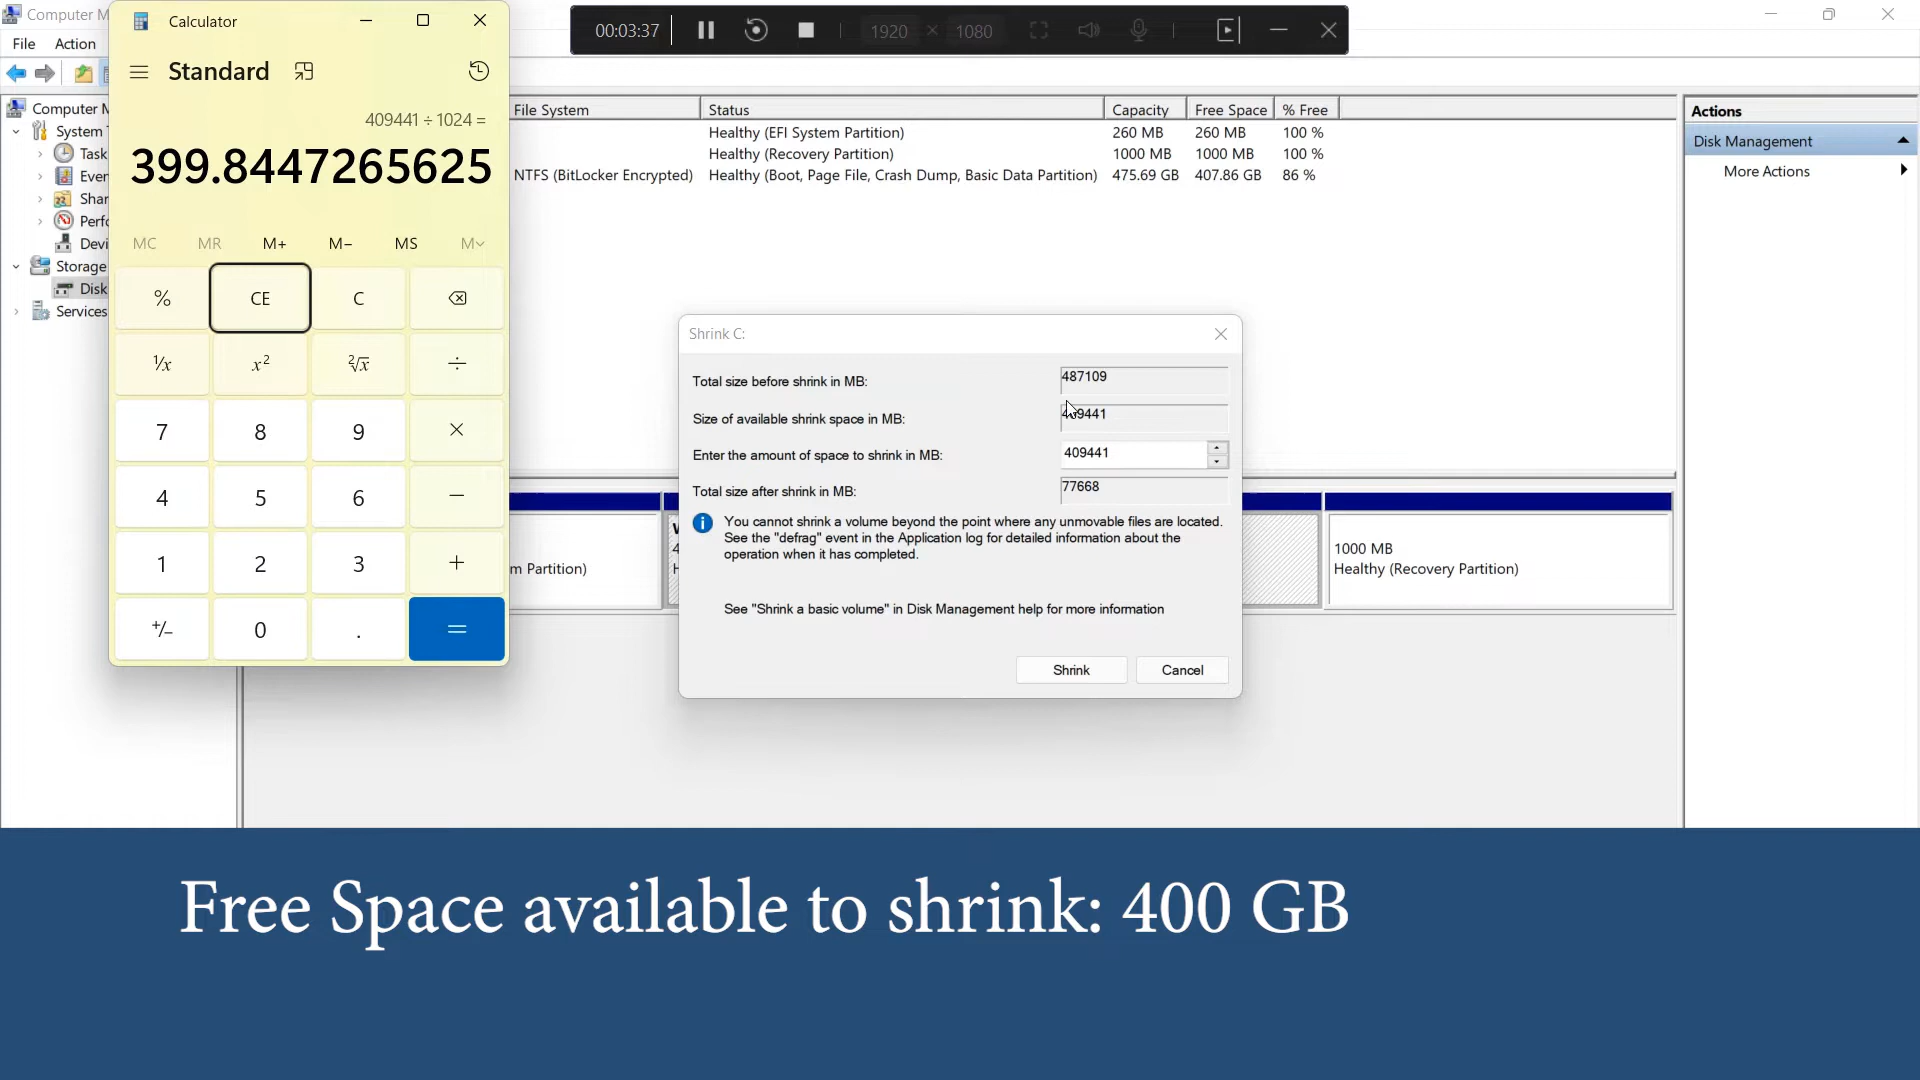 Computer M
File Action
Computer M
System T
Task
Even
Shar
Perfo
Devi
Storage
Disk
Services
Calculator
Standard
409441 ÷ 1024 =
399.8447265625
MC MR M+ M− MS M
% CE C
¹/x x² ²√x ÷
7 8 9 ×
4 5 6 −
1 2 3 +
+/− 0 . =
00:03:37 1920 × 1080
File System Status Capacity Free Space % Free
Healthy (EFI System Partition) 260 MB 260 MB 100 %
Healthy (Recovery Partition) 1000 MB 1000 MB 100 %
NTFS (BitLocker Encrypted) Healthy (Boot, Page File, Crash Dump, Basic Data Partition) 475.69 GB 407.86 GB 86 %
Actions
Disk Management
More Actions
Shrink C:
Total size before shrink in MB: 487109
Size of available shrink space in MB: 409441
Enter the amount of space to shrink in MB: 409441
Total size after shrink in MB: 77668
You cannot shrink a volume beyond the point where any unmovable files are located.
See the "defrag" event in the Application log for detailed information about the
operation when it has completed.
See "Shrink a basic volume" in Disk Management help for more information
Shrink Cancel
m Partition)
4
H
1000 MB
Healthy (Recovery Partition)
Free Space available to shrink: 400 GB